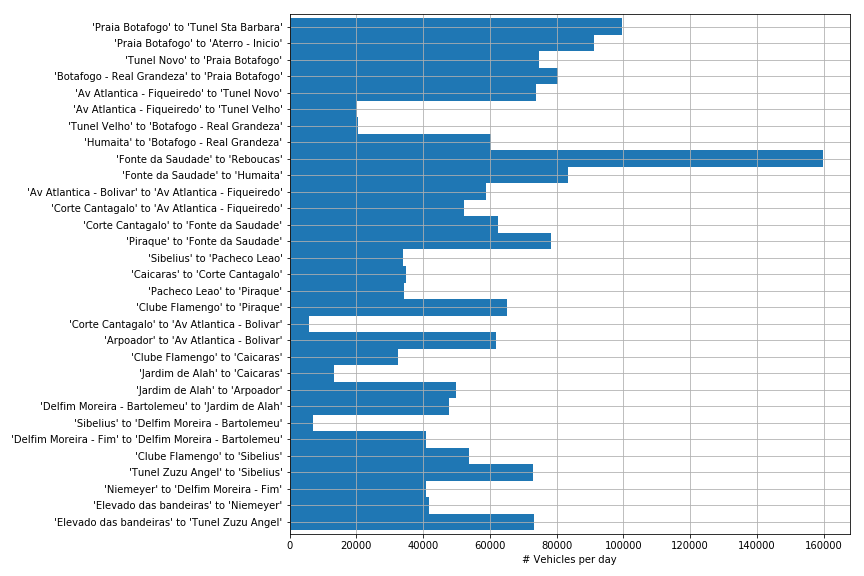 'Praia Botafogo' to 'Tunel Sta Barbara'
'Praia Botafogo' to 'Aterro - Inicio'
'Tunel Novo' to 'Praia Botafogo'
'Botafogo - Real Grandeza' to 'Praia Botafogo'
'Av Atlantica - Fiqueiredo' to 'Tunel Novo'
'Av Atlantica - Fiqueiredo' to 'Tunel Velho'
'Tunel Velho' to 'Botafogo - Real Grandeza'
'Humaita' to 'Botafogo - Real Grandeza'
'Fonte da Saudade' to 'Reboucas'
'Fonte da Saudade' to 'Humaita'
'Av Atlantica - Bolivar' to 'Av Atlantica - Fiqueiredo'
'Corte Cantagalo' to 'Av Atlantica - Fiqueiredo'
'Corte Cantagalo' to 'Fonte da Saudade'
'Piraque' to 'Fonte da Saudade'
'Sibelius' to 'Pacheco Leao'
'Caicaras' to 'Corte Cantagalo'
'Pacheco Leao' to 'Piraque'
'Clube Flamengo' to 'Piraque'
'Corte Cantagalo' to 'Av Atlantica - Bolivar'
'Arpoador' to 'Av Atlantica - Bolivar'
'Clube Flamengo' to 'Caicaras'
'Jardim de Alah' to 'Caicaras'
'Jardim de Alah' to 'Arpoador'
'Delfim Moreira - Bartolemeu' to 'Jardim de Alah'
'Sibelius' to 'Delfim Moreira - Bartolemeu'
'Delfim Moreira - Fim' to 'Delfim Moreira - Bartolemeu'
'Clube Flamengo' to 'Sibelius'
'Tunel Zuzu Angel' to 'Sibelius'
'Niemeyer' to 'Delfim Moreira - Fim'
'Elevado das bandeiras' to 'Niemeyer'
'Elevado das bandeiras' to 'Tunel Zuzu Angel'
0 20000 40000 60000 80000 100000 120000 140000 160000
# Vehicles per day